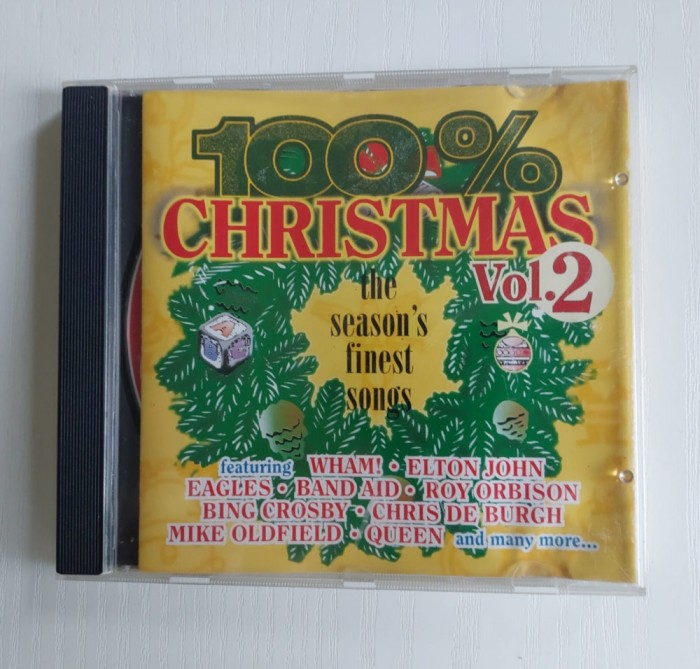 100%
CHRISTMAS
Vol.2
the
season's
finest
songs
A
featuring WHAM! • ELTON JOHN
EAGLES • BAND AID • ROY ORBISON
BING CROSBY • CHRIS DE BURGH
MIKE OLDFIELD • QUEEN and many more...